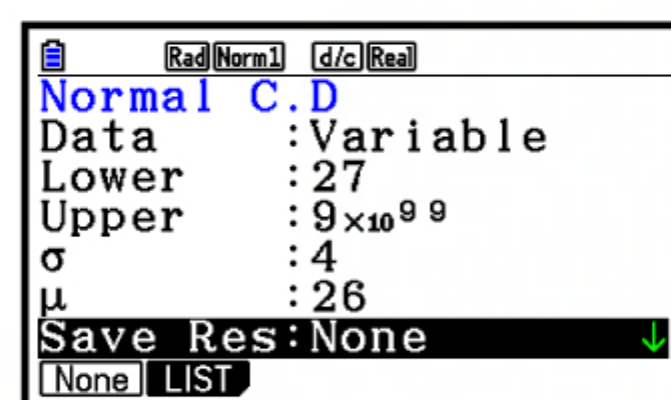 Rad Norm1 d/c Real
Normal C.D
Data :Variable
Lower :27
Upper :9×10⁹⁹
σ :4
μ :26
Save Res:None ↓
None LIST